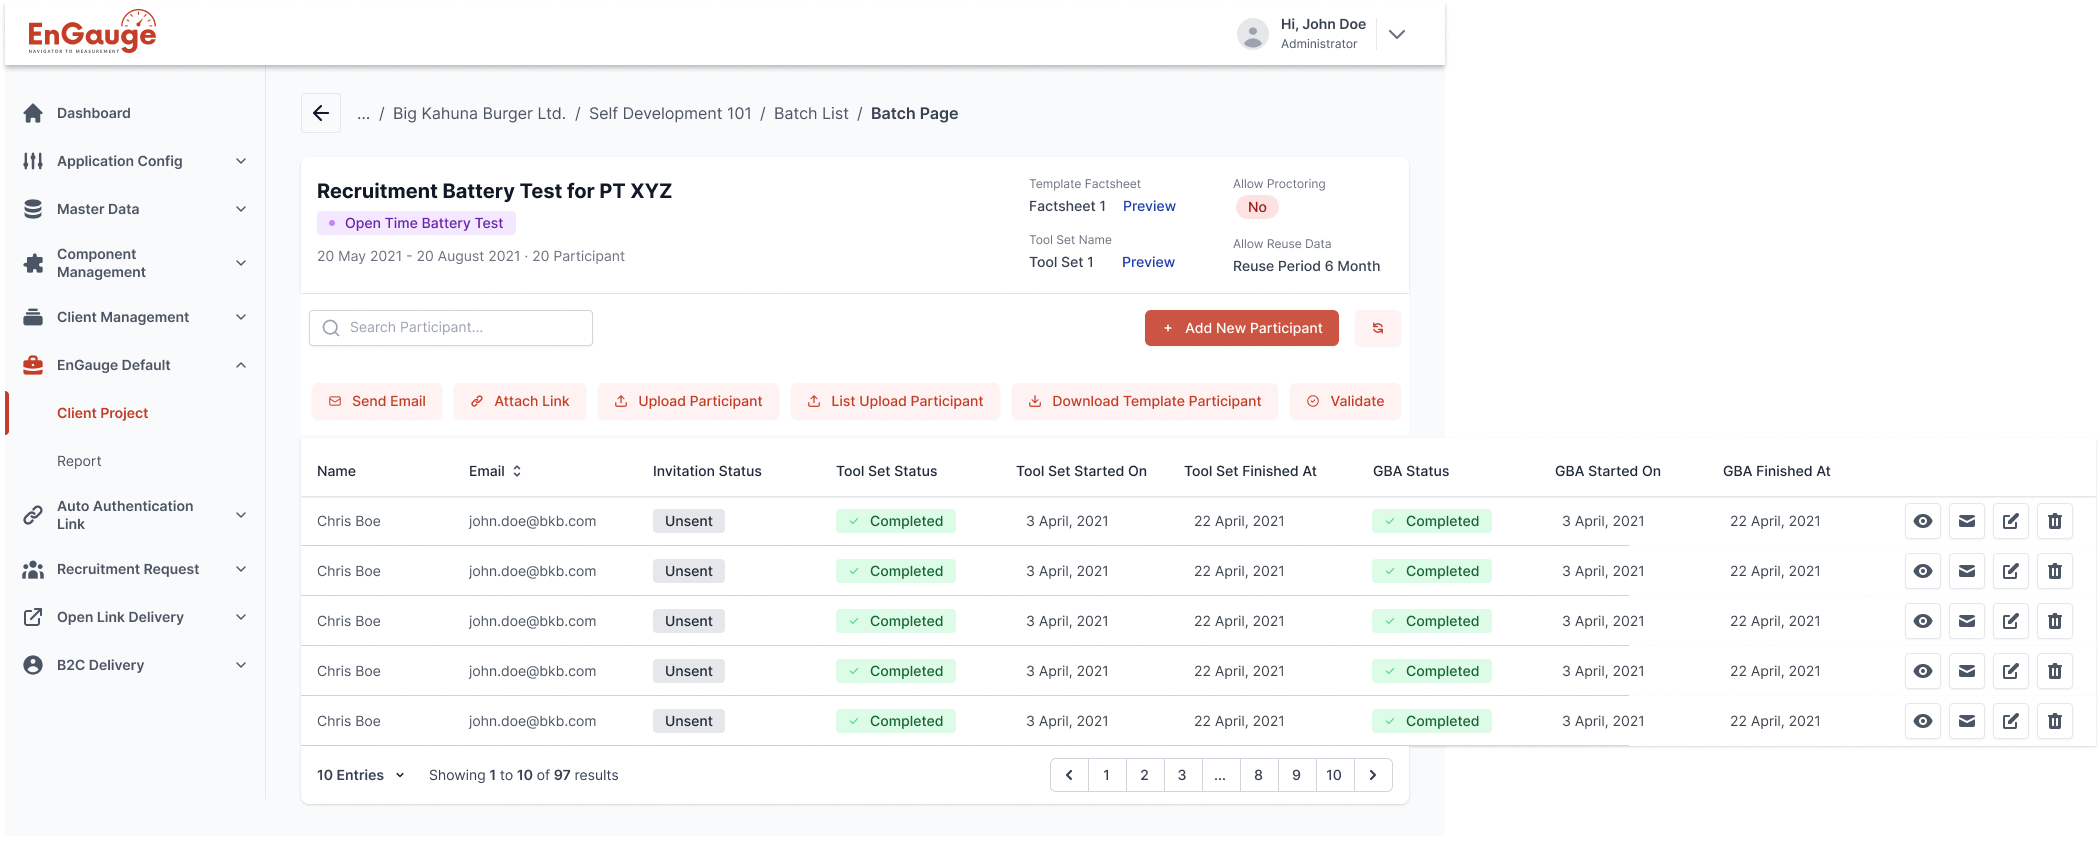 EnGauge
NAVIGATOR TO MEASUREMENT
Hi, John Doe
Administrator
Dashboard
Application Config
Master Data
Component
Management
Client Management
EnGauge Default
Client Project
Report
Auto Authentication
Link
Recruitment Request
Open Link Delivery
B2C Delivery
... / Big Kahuna Burger Ltd. / Self Development 101 / Batch List / Batch Page
Recruitment Battery Test for PT XYZ
Open Time Battery Test
20 May 2021 - 20 August 2021 · 20 Participant
Template Factsheet
Factsheet 1 Preview
Tool Set Name
Tool Set 1 Preview
Allow Proctoring
No
Allow Reuse Data
Reuse Period 6 Month
Search Participant...
+ Add New Participant
Send Email Attach Link Upload Participant List Upload Participant Download Template Participant Validate
Name Email Invitation Status Tool Set Status Tool Set Started On Tool Set Finished At GBA Status GBA Started On GBA Finished At
Chris Boe john.doe@bkb.com Unsent Completed 3 April, 2021 22 April, 2021 Completed 3 April, 2021 22 April, 2021
Chris Boe john.doe@bkb.com Unsent Completed 3 April, 2021 22 April, 2021 Completed 3 April, 2021 22 April, 2021
Chris Boe john.doe@bkb.com Unsent Completed 3 April, 2021 22 April, 2021 Completed 3 April, 2021 22 April, 2021
Chris Boe john.doe@bkb.com Unsent Completed 3 April, 2021 22 April, 2021 Completed 3 April, 2021 22 April, 2021
Chris Boe john.doe@bkb.com Unsent Completed 3 April, 2021 22 April, 2021 Completed 3 April, 2021 22 April, 2021
10 Entries Showing 1 to 10 of 97 results 1 2 3 ... 8 9 10